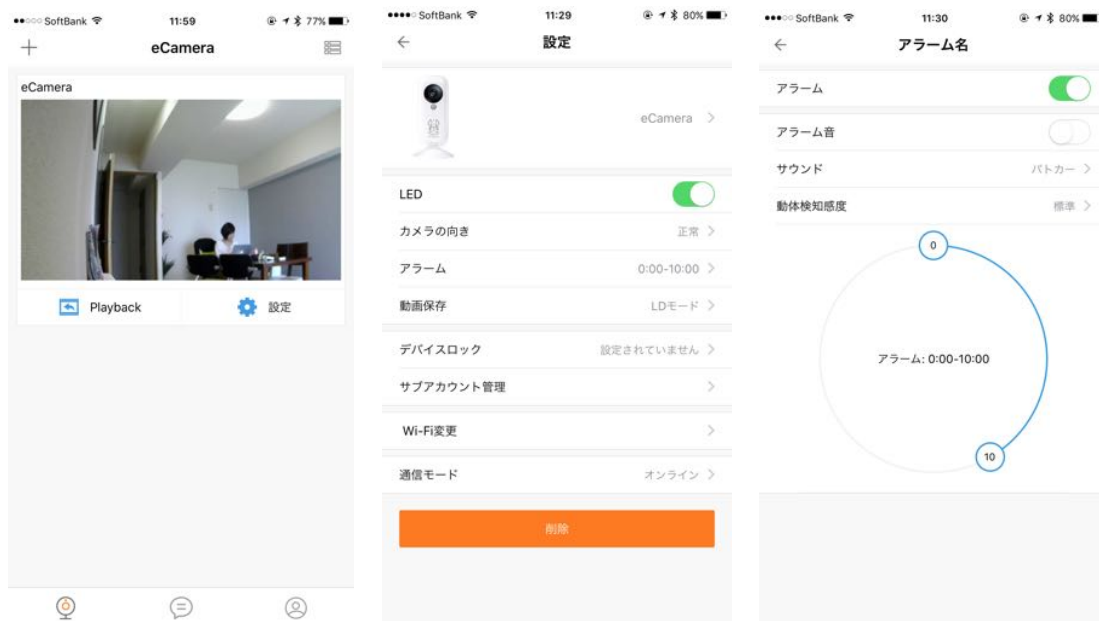 SoftBank 11:59 77%
eCamera
eCamera
Playback 設定
SoftBank 11:29 80%
設定
eCamera
LED
カメラの向き 正常
アラーム 0:00-10:00
動画保存 LDモード
デバイスロック 設定されていません
サブアカウント管理
Wi-Fi変更
通信モード オンライン
削除
SoftBank 11:30 80%
アラーム名
アラーム
アラーム音
サウンド パトカー
動体検知感度 標準
0
アラーム: 0:00-10:00
10